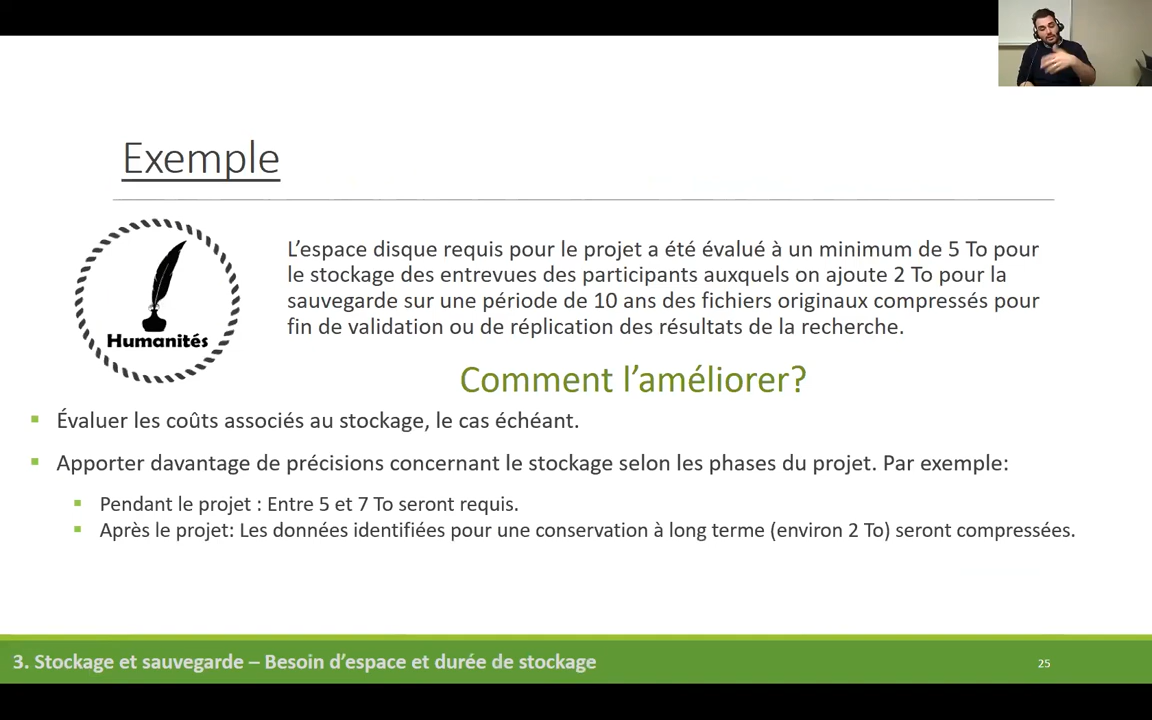 Exemple
L'espace disque requis pour le projet a été évalué à un minimum de 5 To pour
le stockage des entrevues des participants auxquels on ajoute 2 To pour la
sauvegarde sur une période de 10 ans des fichiers originaux compressés pour
fin de validation ou de réplication des résultats de la recherche.
Humanités
Comment l'améliorer?
▪ Évaluer les coûts associés au stockage, le cas échéant.
▪ Apporter davantage de précisions concernant le stockage selon les phases du projet. Par exemple:
▪ Pendant le projet : Entre 5 et 7 To seront requis.
▪ Après le projet: Les données identifiées pour une conservation à long terme (environ 2 To) seront compressées.
3. Stockage et sauvegarde – Besoin d'espace et durée de stockage
25